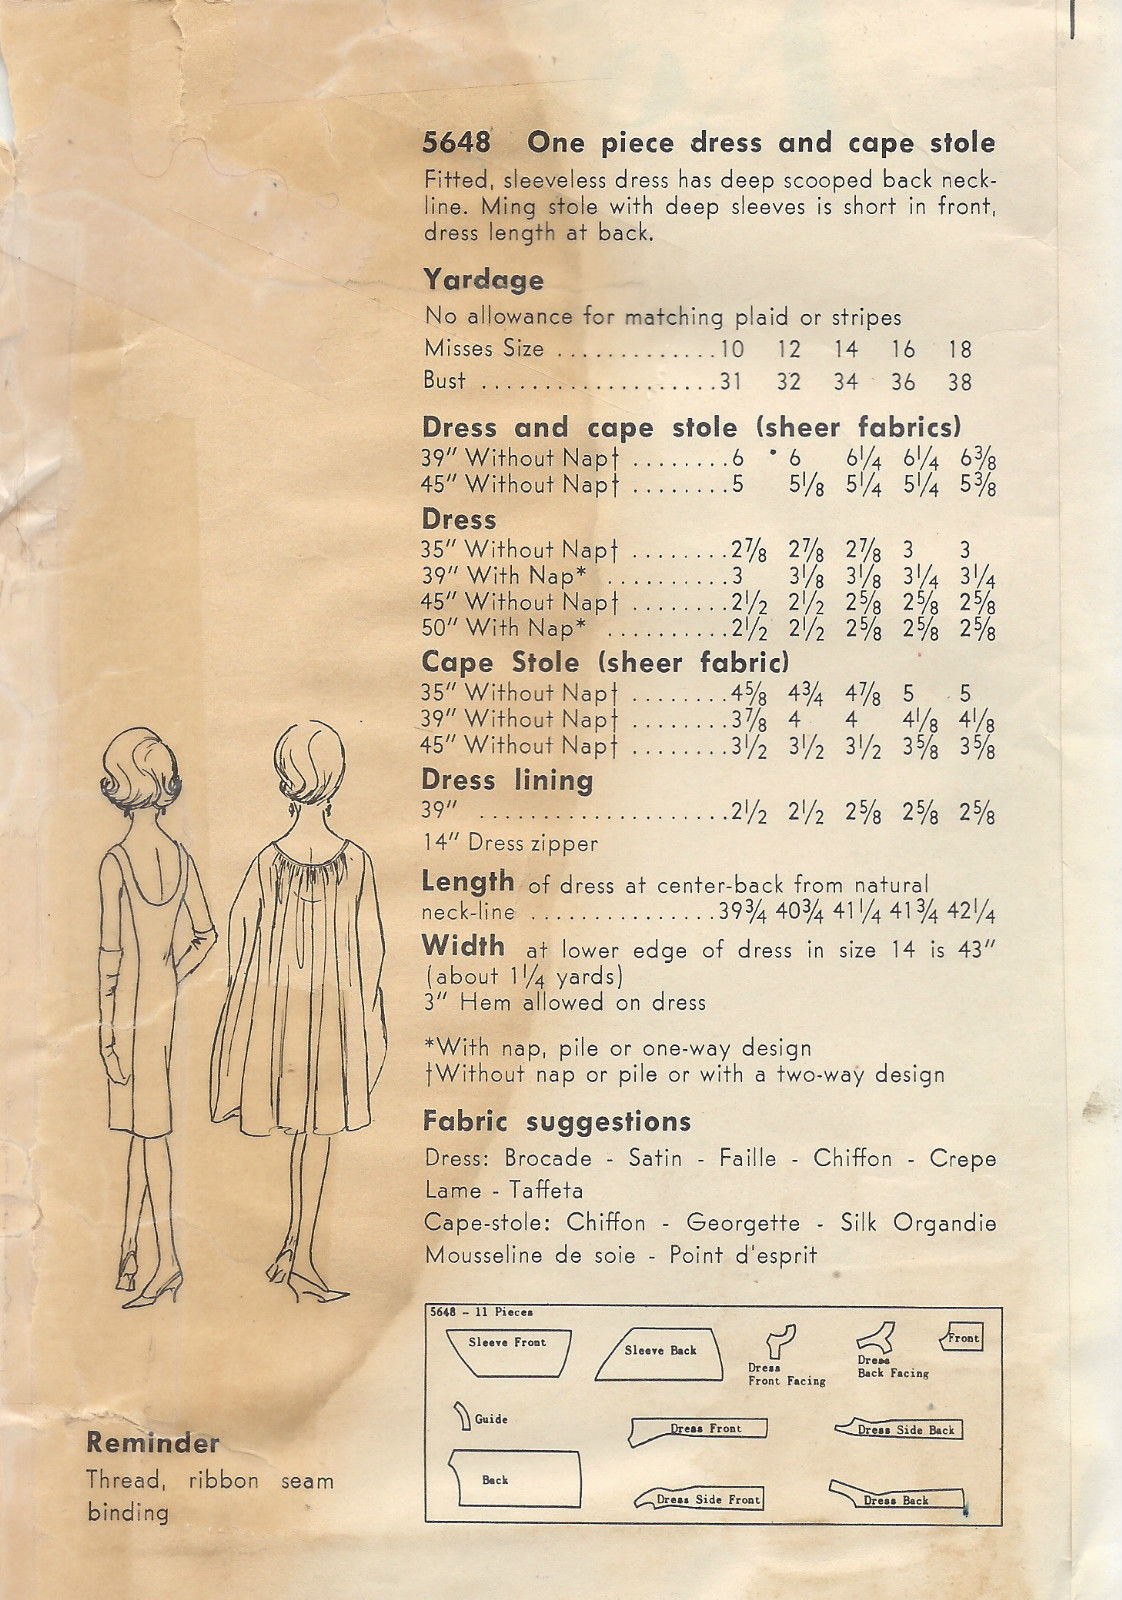 5648 One piece dress and cape stole
Fitted, sleeveless dress has deep scooped back neck-
line. Ming stole with deep sleeves is short in front,
dress length at back.
Yardage
No allowance for matching plaid or stripes
Misses Size .............10 12 14 16 18
Bust ...................31 32 34 36 38
Dress and cape stole (sheer fabrics)
39" Without Nap† ........6 6 6¼ 6¼ 6⅜
45" Without Nap† ........5 5⅛ 5¼ 5¼ 5⅜
Dress
35" Without Nap† ........2⅞ 2⅞ 2⅞ 3 3
39" With Nap* ..........3 3⅛ 3⅛ 3¼ 3¼
45" Without Nap† ........2½ 2½ 2⅝ 2⅝ 2⅝
50" With Nap* ..........2½ 2½ 2⅝ 2⅝ 2⅝
Cape Stole (sheer fabric)
35" Without Nap† ........4⅝ 4¾ 4⅞ 5 5
39" Without Nap† ........3⅞ 4 4 4⅛ 4⅛
45" Without Nap† ........3½ 3½ 3½ 3⅝ 3⅝
Dress lining
39" ....................2½ 2½ 2⅝ 2⅝ 2⅝
14" Dress zipper
Length of dress at center-back from natural
neck-line ...............39¾ 40¾ 41¼ 41¾ 42¼
Width at lower edge of dress in size 14 is 43"
(about 1¼ yards)
3" Hem allowed on dress
*With nap, pile or one-way design
†Without nap or pile or with a two-way design
Fabric suggestions
Dress: Brocade - Satin - Faille - Chiffon - Crepe
Lame - Taffeta
Cape-stole: Chiffon - Georgette - Silk Organdie
Mousseline de soie - Point d'esprit
5648 - 11 Pieces
Sleeve Front
Sleeve Back
Dress
Front Facing
Dress
Back Facing
Front
Guide
Dress Front
Dress Side Back
Back
Dress Side Front
Dress Back
Reminder
Thread, ribbon seam
binding